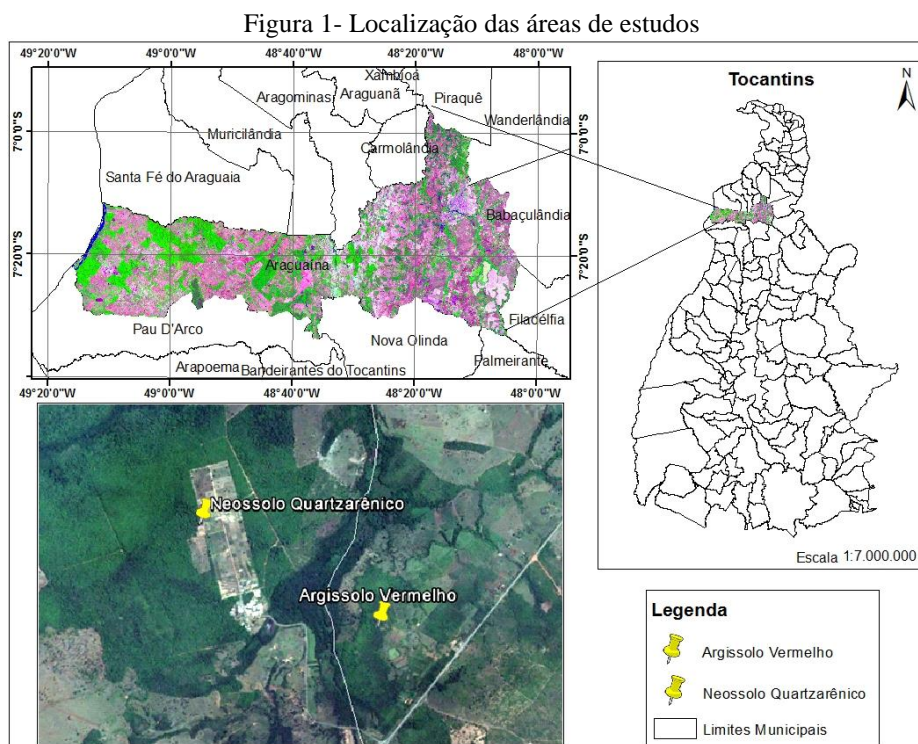 Figura 1- Localização das áreas de estudos
49°20'0"W 49°0'0"W 48°40'0"W 48°20'0"W 48°0'0"W
7°0'0"S
7°20'0"S
7°0'0"S
7°20'0"S
Xambioá
Aragominas
Araguanã
Piraquê
Muricilândia
Wanderlândia
Carmolândia
Santa Fé do Araguaia
Babaçulândia
Araguaína
Filadélfia
Pau D'Arco
Nova Olinda
Palmeirante
Arapoema
Bandeirantes do Tocantins
49°20'0"W 49°0'0"W 48°40'0"W 48°20'0"W 48°0'0"W
Tocantins
N
Escala 1:7.000.000
Neossolo Quartzarênico
Argissolo Vermelho
Legenda
Argissolo Vermelho
Neossolo Quartzarênico
Limites Municipais